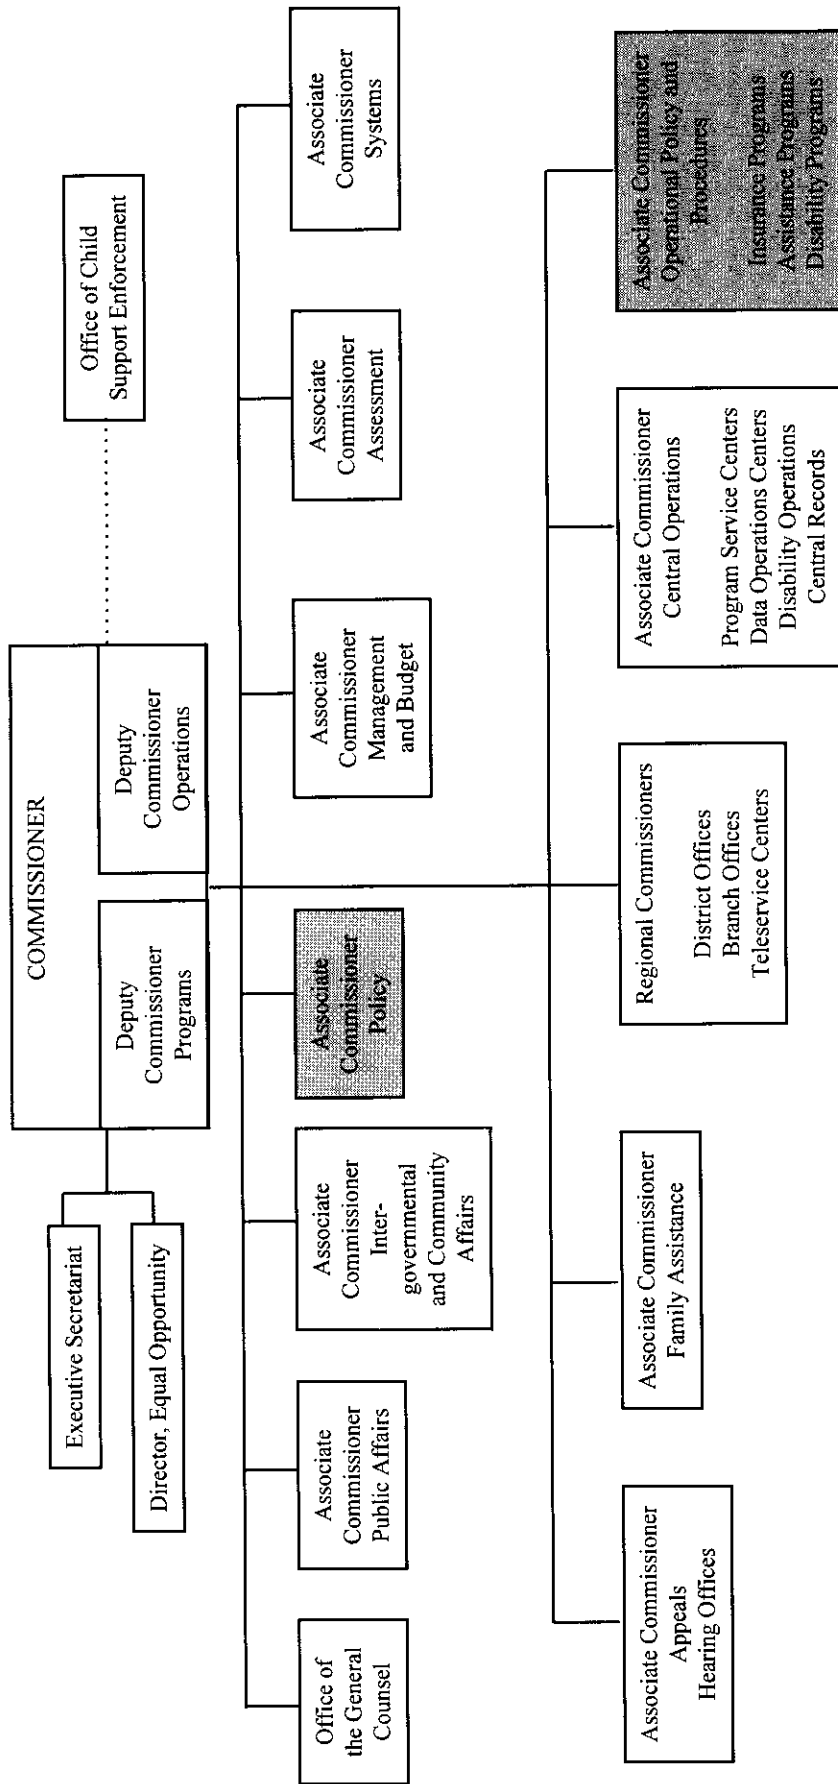 COMMISSIONER
Deputy
Commissioner
Programs
Deputy
Commissioner
Operations
Executive Secretariat
Director, Equal Opportunity
Office of Child
Support Enforcement
Office of
the General
Counsel
Associate
Commissioner
Public Affairs
Associate
Commissioner
Inter-
governmental
and Community
Affairs
Associate
Commissioner
Policy
Associate
Commissioner
Management
and Budget
Associate
Commissioner
Assessment
Associate
Commissioner
Systems
Associate Commissioner
Appeals
Hearing Offices
Associate Commissioner
Family Assistance
Regional Commissioners
District Offices
Branch Offices
Teleservice Centers
Associate Commissioner
Central Operations
Program Service Centers
Data Operations Centers
Disability Operations
Central Records
Associate Commissioner
Operational Policy and
Procedures
Insurance Programs
Assistance Programs
Disability Programs